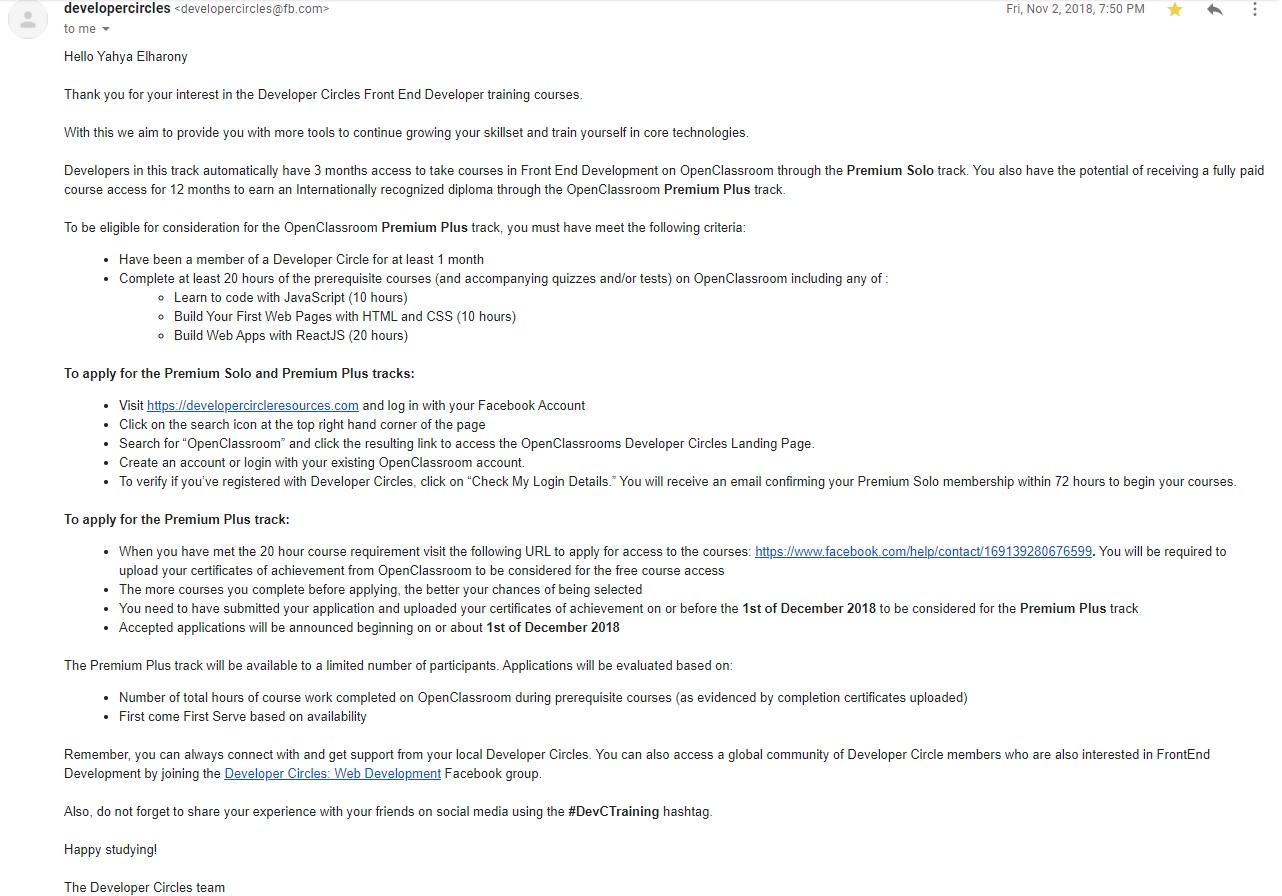 developercircles <developercircles@fb.com>
Fri, Nov 2, 2018, 7:50 PM
to me
Hello Yahya Elharony
Thank you for your interest in the Developer Circles Front End Developer training courses.
With this we aim to provide you with more tools to continue growing your skillset and train yourself in core technologies.
Developers in this track automatically have 3 months access to take courses in Front End Development on OpenClassroom through the Premium Solo track. You also have the potential of receiving a fully paid
course access for 12 months to earn an Internationally recognized diploma through the OpenClassroom Premium Plus track.
To be eligible for consideration for the OpenClassroom Premium Plus track, you must have meet the following criteria:
• Have been a member of a Developer Circle for at least 1 month
• Complete at least 20 hours of the prerequisite courses (and accompanying quizzes and/or tests) on OpenClassroom including any of :
◦ Learn to code with JavaScript (10 hours)
◦ Build Your First Web Pages with HTML and CSS (10 hours)
◦ Build Web Apps with ReactJS (20 hours)
To apply for the Premium Solo and Premium Plus tracks:
• Visit https://developercircleresources.com and log in with your Facebook Account
• Click on the search icon at the top right hand corner of the page
• Search for “OpenClassroom” and click the resulting link to access the OpenClassrooms Developer Circles Landing Page.
• Create an account or login with your existing OpenClassroom account.
• To verify if you’ve registered with Developer Circles, click on “Check My Login Details.” You will receive an email confirming your Premium Solo membership within 72 hours to begin your courses.
To apply for the Premium Plus track:
• When you have met the 20 hour course requirement visit the following URL to apply for access to the courses: https://www.facebook.com/help/contact/169139280676599. You will be required to
upload your certificates of achievement from OpenClassroom to be considered for the free course access
• The more courses you complete before applying, the better your chances of being selected
• You need to have submitted your application and uploaded your certificates of achievement on or before the 1st of December 2018 to be considered for the Premium Plus track
• Accepted applications will be announced beginning on or about 1st of December 2018
The Premium Plus track will be available to a limited number of participants. Applications will be evaluated based on:
• Number of total hours of course work completed on OpenClassroom during prerequisite courses (as evidenced by completion certificates uploaded)
• First come First Serve based on availability
Remember, you can always connect with and get support from your local Developer Circles. You can also access a global community of Developer Circle members who are also interested in FrontEnd
Development by joining the Developer Circles: Web Development Facebook group.
Also, do not forget to share your experience with your friends on social media using the #DevCTraining hashtag.
Happy studying!
The Developer Circles team